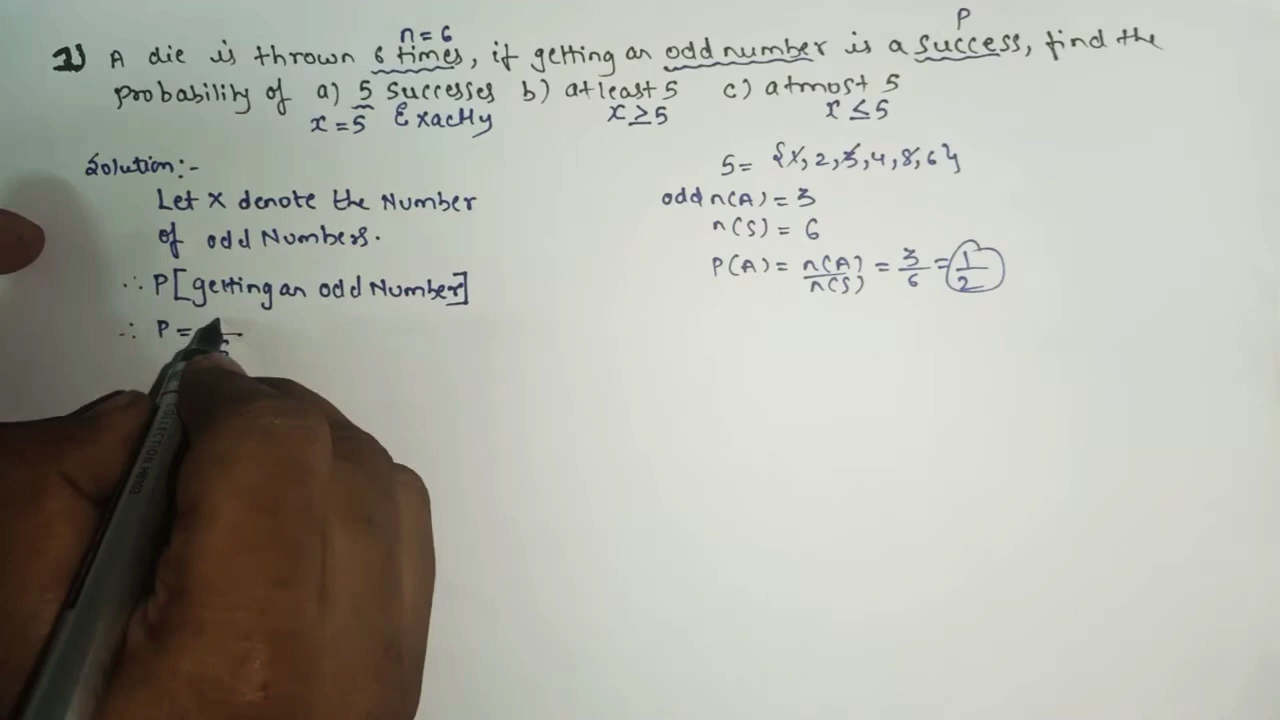 n=6
P
1) A die is thrown 6 times, if getting an odd number is a success, find the
probability of a) 5 successes b) atleast 5 c) atmost 5
x=5 Exactly x≥5 x≤5
Solution:-
S= {1, 2, 3, 4, 5, 6}
Let X denote the Number
odd n(A) = 3
of odd Numbers.
n(S) = 6
∴ P[getting an odd Number]
P(A) = n(A)/n(S) = 3/6 = 1/2
∴ P =